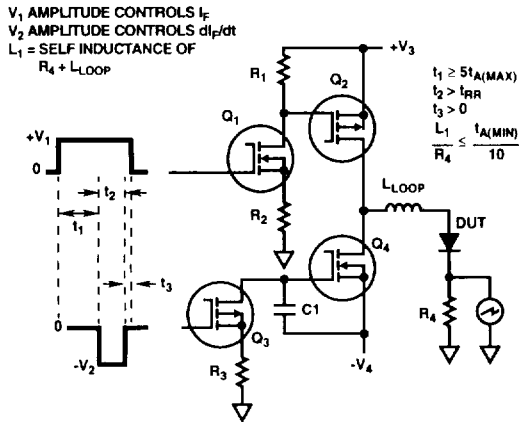 V1 AMPLITUDE CONTROLS IF
V2 AMPLITUDE CONTROLS dIF/dt
L1 = SELF INDUCTANCE OF
R4 + LLOOP
+V1
0
t2
t1
t3
0
-V2
R1
Q1
Q2
+V3
R2
Q4
Q3
C1
R3
-V4
LLOOP
DUT
R4
t1 ≥ 5tA(MAX)
t2 > tRR
t3 > 0
L1/R4 ≤ tA(MIN)/10